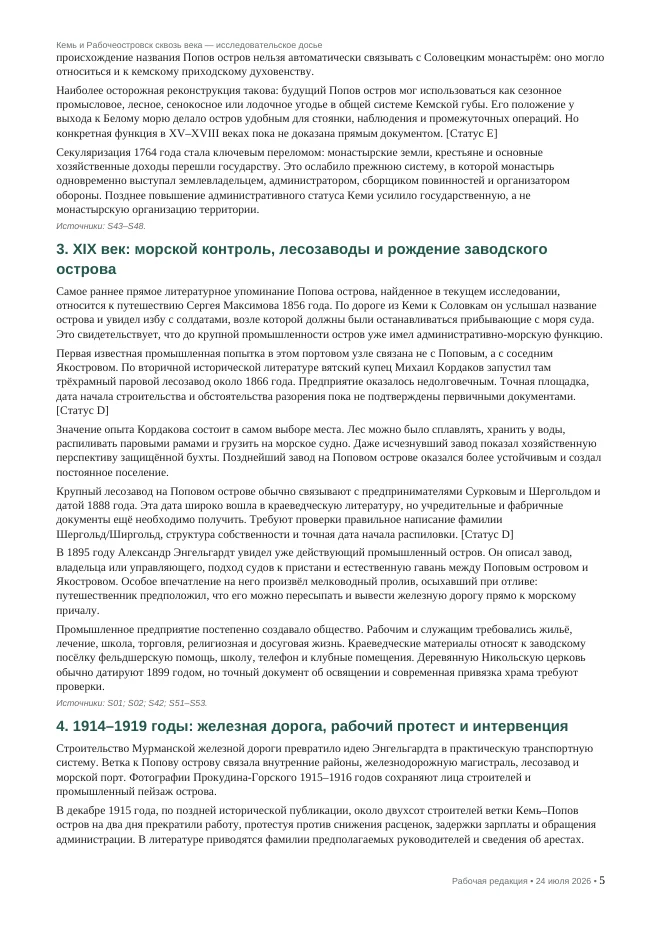 Кемь и Рабочеостровск сквозь века — исследовательское досье
происхождение названия Попов остров нельзя автоматически связывать с Соловецким монастырём: оно могло
относиться и к кемскому приходскому духовенству.
Наиболее осторожная реконструкция такова: будущий Попов остров мог использоваться как сезонное
промысловое, лесное, сенокосное или лодочное угодье в общей системе Кемской губы. Его положение у
выхода к Белому морю делало остров удобным для стоянки, наблюдения и промежуточных операций. Но
конкретная функция в XV–XVIII веках пока не доказана прямым документом. [Статус E]
Секуляризация 1764 года стала ключевым переломом: монастырские земли, крестьяне и основные
хозяйственные доходы перешли государству. Это ослабило прежнюю систему, в которой монастырь
одновременно выступал землевладельцем, администратором, сборщиком повинностей и организатором
обороны. Позднее повышение административного статуса Кеми усилило государственную, а не
монастырскую организацию территории.
Источники: S43–S48.
3. XIX век: морской контроль, лесозаводы и рождение заводского
острова
Самое раннее прямое литературное упоминание Попова острова, найденное в текущем исследовании,
относится к путешествию Сергея Максимова 1856 года. По дороге из Кеми к Соловкам он услышал название
острова и увидел избу с солдатами, возле которой должны были останавливаться прибывающие с моря суда.
Это свидетельствует, что до крупной промышленности остров уже имел административно-морскую функцию.
Первая известная промышленная попытка в этом портовом узле связана не с Поповым, а с соседним
Якостровом. По вторичной исторической литературе вятский купец Михаил Кордаков запустил там
трёхрамный паровой лесозавод около 1866 года. Предприятие оказалось недолговечным. Точная площадка,
дата начала строительства и обстоятельства разорения пока не подтверждены первичными документами.
[Статус D]
Значение опыта Кордакова состоит в самом выборе места. Лес можно было сплавлять, хранить у воды,
распиливать паровыми рамами и грузить на морское судно. Даже исчезнувший завод показал хозяйственную
перспективу защищённой бухты. Позднейший завод на Поповом острове оказался более устойчивым и создал
постоянное поселение.
Крупный лесозавод на Поповом острове обычно связывают с предпринимателями Сурковым и Шергольдом и
датой 1888 года. Эта дата широко вошла в краеведческую литературу, но учредительные и фабричные
документы ещё необходимо получить. Требуют проверки правильное написание фамилии
Шергольд/Ширгольд, структура собственности и точная дата начала распиловки. [Статус D]
В 1895 году Александр Энгельгардт увидел уже действующий промышленный остров. Он описал завод,
владельца или управляющего, подход судов к пристани и естественную гавань между Поповым островом и
Якостровом. Особое впечатление на него произвёл мелководный пролив, осыхавший при отливе:
путешественник предположил, что его можно пересыпать и вывести железную дорогу прямо к морскому
причалу.
Промышленное предприятие постепенно создавало общество. Рабочим и служащим требовались жильё,
лечение, школа, торговля, религиозная и досуговая жизнь. Краеведческие материалы относят к заводскому
посёлку фельдшерскую помощь, школу, телефон и клубные помещения. Деревянную Никольскую церковь
обычно датируют 1899 годом, но точный документ об освящении и современная привязка храма требуют
проверки.
Источники: S01; S02; S42; S51–S53.
4. 1914–1919 годы: железная дорога, рабочий протест и интервенция
Строительство Мурманской железной дороги превратило идею Энгельгардта в практическую транспортную
систему. Ветка к Попову острову связала внутренние районы, железнодорожную магистраль, лесозавод и
морской порт. Фотографии Прокудина-Горского 1915–1916 годов сохраняют лица строителей и
промышленный пейзаж острова.
В декабре 1915 года, по поздней исторической публикации, около двухсот строителей ветки Кемь–Попов
остров на два дня прекратили работу, протестуя против снижения расценок, задержки зарплаты и обращения
администрации. В литературе приводятся фамилии предполагаемых руководителей и сведения об арестах.
Рабочая редакция • 24 июля 2026 • 5